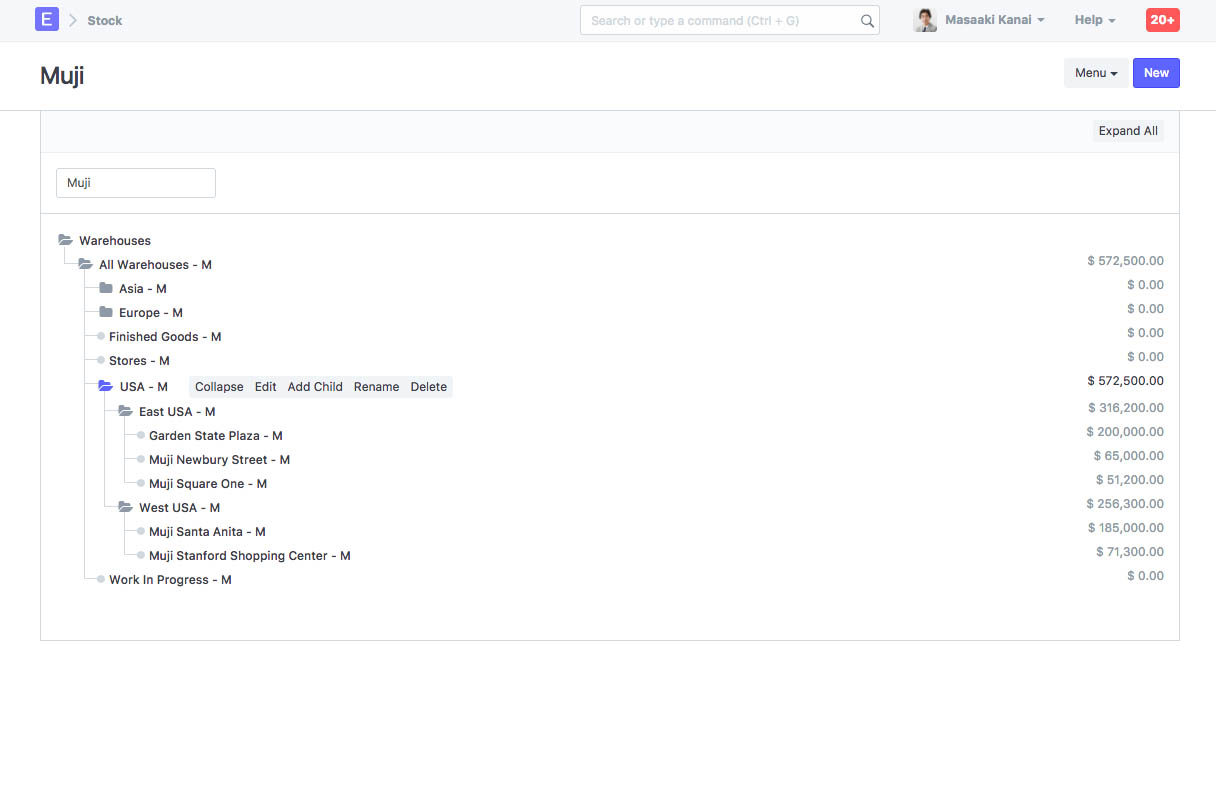 E Stock Search or type a command (Ctrl + G) Masaaki Kanai Help 20+
Muji Menu New
Expand All
Muji
Warehouses
All Warehouses - M $ 572,500.00
Asia - M $ 0.00
Europe - M $ 0.00
Finished Goods - M $ 0.00
Stores - M $ 0.00
USA - M Collapse Edit Add Child Rename Delete $ 572,500.00
East USA - M $ 316,200.00
Garden State Plaza - M $ 200,000.00
Muji Newbury Street - M $ 65,000.00
Muji Square One - M $ 51,200.00
West USA - M $ 256,300.00
Muji Santa Anita - M $ 185,000.00
Muji Stanford Shopping Center - M $ 71,300.00
Work In Progress - M $ 0.00